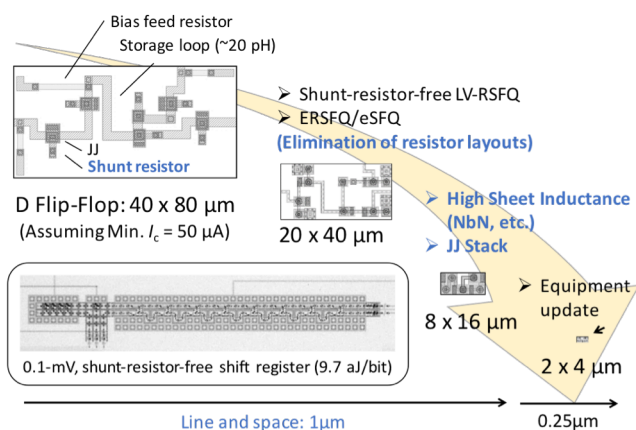 Bias feed resistor
Storage loop (~20 pH)
JJ
Shunt resistor
D Flip-Flop: 40 x 80 µm
(Assuming Min. Ic = 50 µA)
➢ Shunt-resistor-free LV-RSFQ
➢ ERSFQ/eSFQ
(Elimination of resistor layouts)
20 x 40 µm
➢ High Sheet Inductance
(NbN, etc.)
➢ JJ Stack
8 x 16 µm
➢ Equipment
update
2 x 4 µm
0.1-mV, shunt-resistor-free shift register (9.7 aJ/bit)
Line and space: 1µm
0.25µm